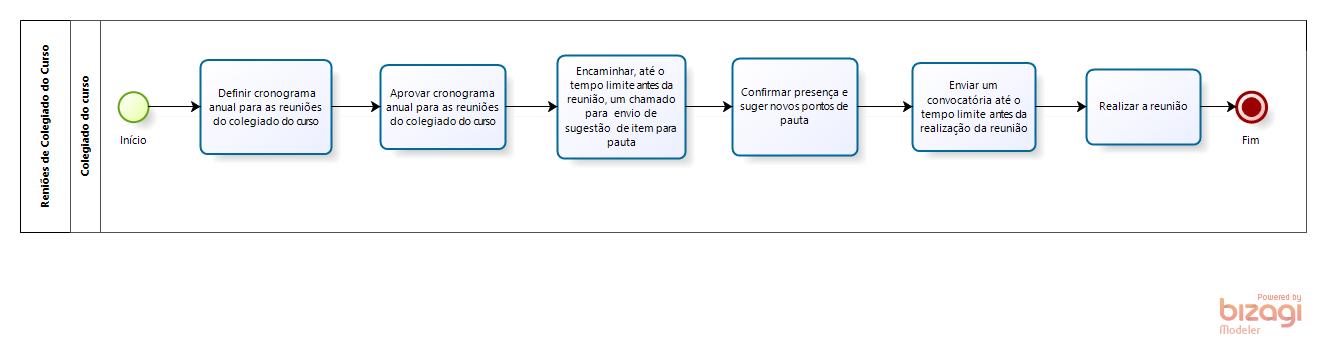 Reniões de Colegiado do Curso
Colegiado do curso
Início
Definir cronograma
anual para as reuniões
do colegiado do curso
Aprovar cronograma
anual para as reuniões
do colegiado do curso
Encaminhar, até o
tempo limite antes da
reunião, um chamado
para envio de
sugestão de item para
pauta
Confirmar presença e
suger novos pontos de
pauta
Enviar um
convocatória até o
tempo limite antes da
realização da reunião
Realizar a reunião
Fim
Powered by
bizagi
Modeler